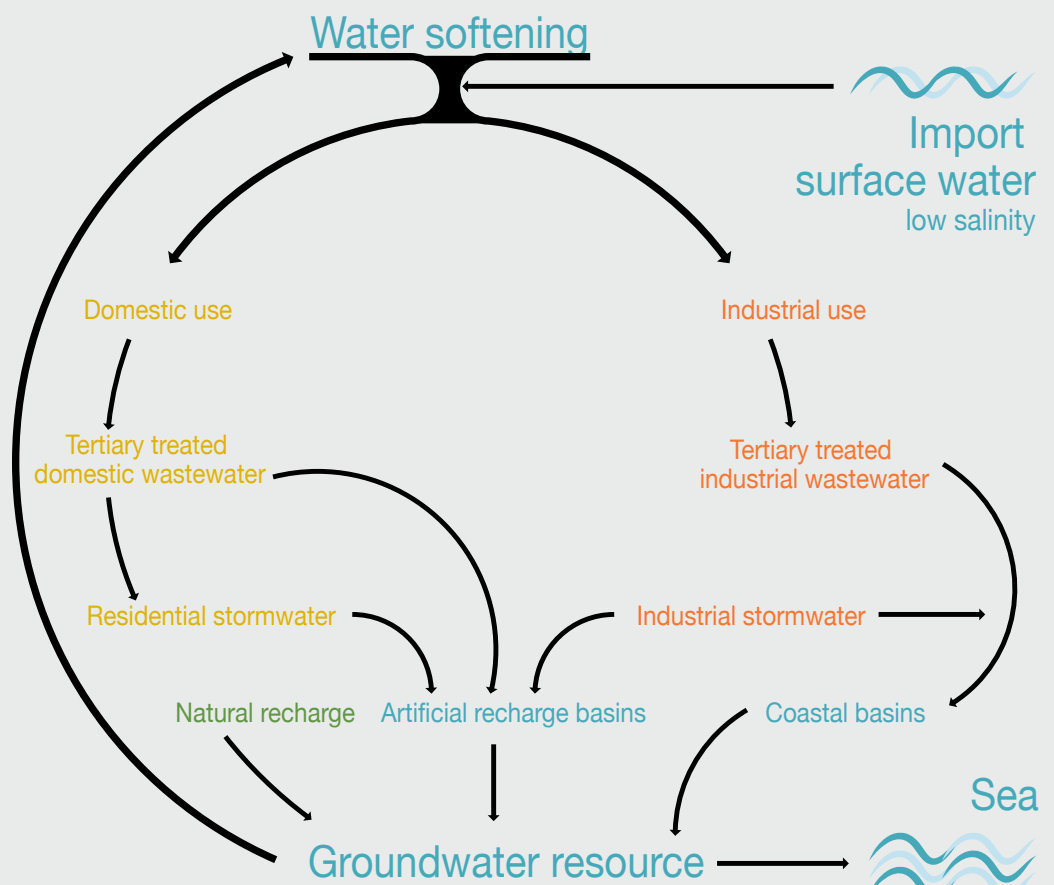 Water softening
Import
surface water
low salinity
Domestic use
Industrial use
Tertiary treated
domestic wastewater
Tertiary treated
industrial wastewater
Residential stormwater
Industrial stormwater
Natural recharge
Artificial recharge basins
Coastal basins
Sea
Groundwater resource